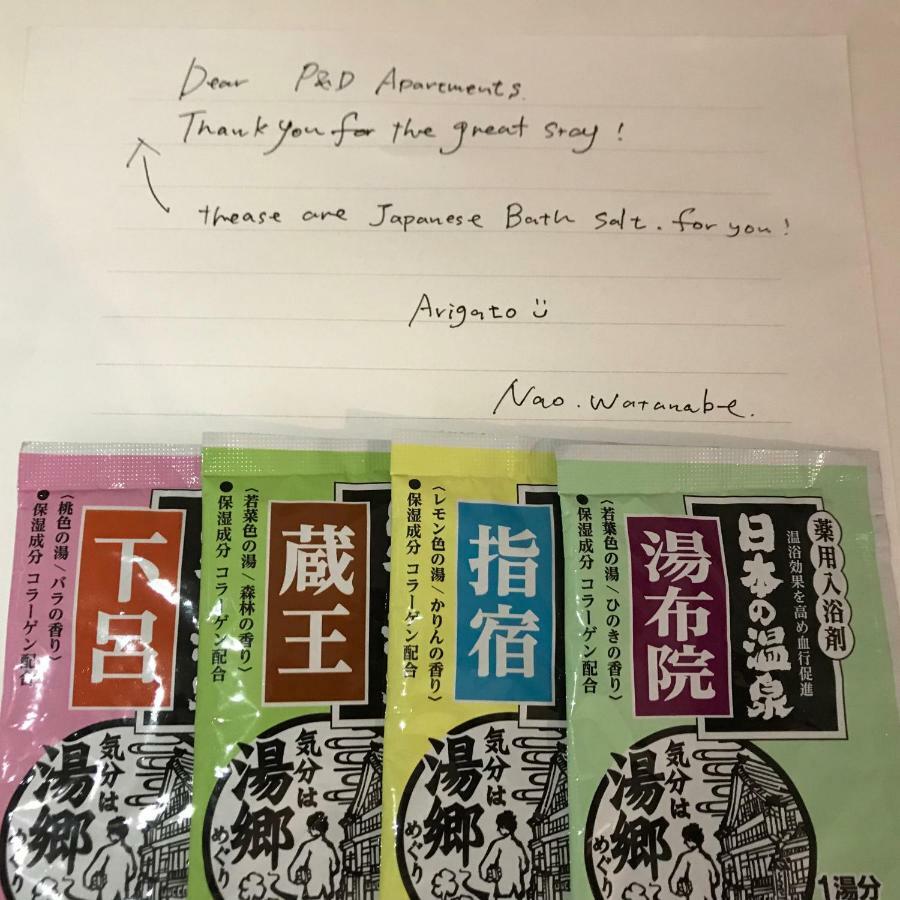 Dear P&D Apartments.
Thank you for the great stay!
thease are Japanese Bath salt. for you!
Arigato
Nao. Watanabe.
下呂
〈桃色の湯/バラの香り〉
●保湿成分 コラーゲン配合
気分は
湯郷
めぐり
蔵王
〈若菜色の湯/森林の香り〉
●保湿成分 コラーゲン配合
気分は
湯郷
めぐり
指宿
〈レモン色の湯/かりんの香り〉
●保湿成分 コラーゲン配合
気分は
湯郷
めぐり
薬用入浴剤
温浴効果を高め血行促進
日本の温泉
湯布院
〈若葉色の湯/ひのきの香り〉
●保湿成分 コラーゲン配合
気分は
湯郷
めぐり
1湯分